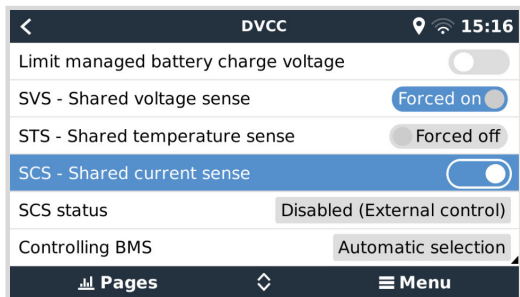 DVCC 15:16
Limit managed battery charge voltage
SVS - Shared voltage sense Forced on
STS - Shared temperature sense Forced off
SCS - Shared current sense
SCS status Disabled (External control)
Controlling BMS Automatic selection
Pages Menu